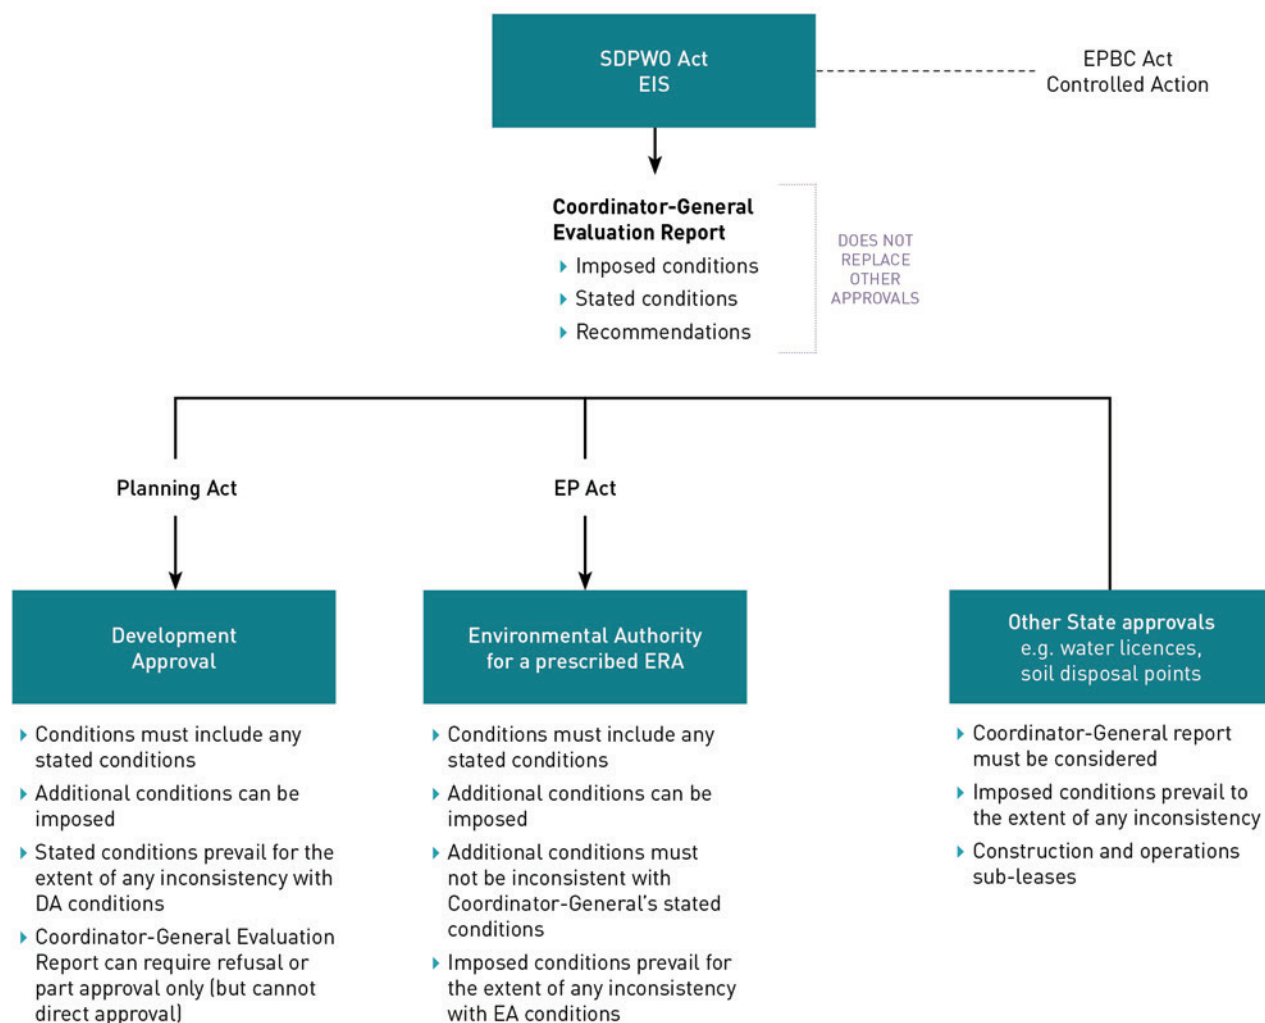 SDPWO Act
EIS
EPBC Act
Controlled Action
Coordinator-General
Evaluation Report
Imposed conditions
Stated conditions
Recommendations
DOES NOT
REPLACE
OTHER
APPROVALS
Planning Act
EP Act
Development
Approval
Conditions must include any
stated conditions
Additional conditions can be
imposed
Stated conditions prevail for the
extent of any inconsistency with
DA conditions
Coordinator-General Evaluation
Report can require refusal or
part approval only (but cannot
direct approval)
Environmental Authority
for a prescribed ERA
Conditions must include any
stated conditions
Additional conditions can be
imposed
Additional conditions must
not be inconsistent with
Coordinator-General's stated
conditions
Imposed conditions prevail for
the extent of any inconsistency
with EA conditions
Other State approvals
e.g. water licences,
soil disposal points
Coordinator-General report
must be considered
Imposed conditions prevail to
the extent of any inconsistency
Construction and operations
sub-leases